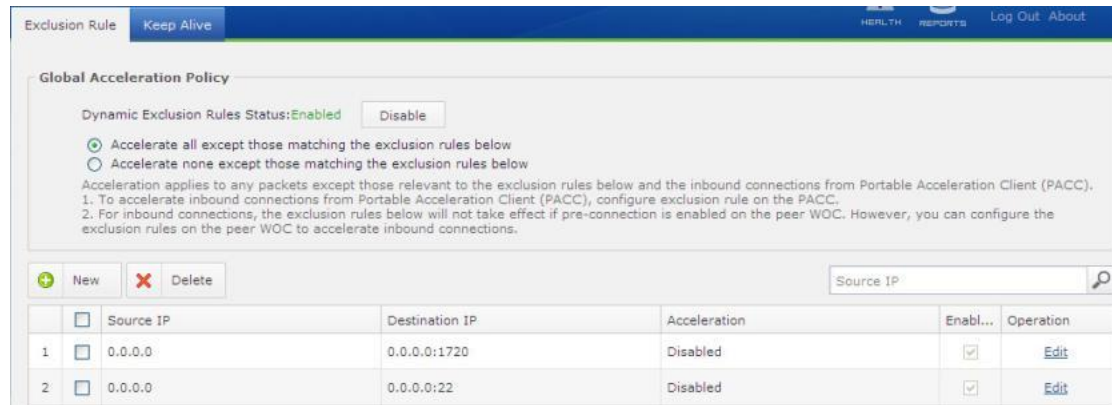 HEALTH REPORTS Log Out About
Exclusion Rule Keep Alive
Global Acceleration Policy
Dynamic Exclusion Rules Status:Enabled Disable
Accelerate all except those matching the exclusion rules below
Accelerate none except those matching the exclusion rules below
Acceleration applies to any packets except those relevant to the exclusion rules below and the inbound connections from Portable Acceleration Client (PACC).
1. To accelerate inbound connections from Portable Acceleration Client (PACC), configure exclusion rule on the PACC.
2. For inbound connections, the exclusion rules below will not take effect if pre-connection is enabled on the peer WOC. However, you can configure the
exclusion rules on the peer WOC to accelerate inbound connections.
New Delete Source IP
Source IP Destination IP Acceleration Enabl... Operation
1 0.0.0.0 0.0.0.0:1720 Disabled Edit
2 0.0.0.0 0.0.0.0:22 Disabled Edit